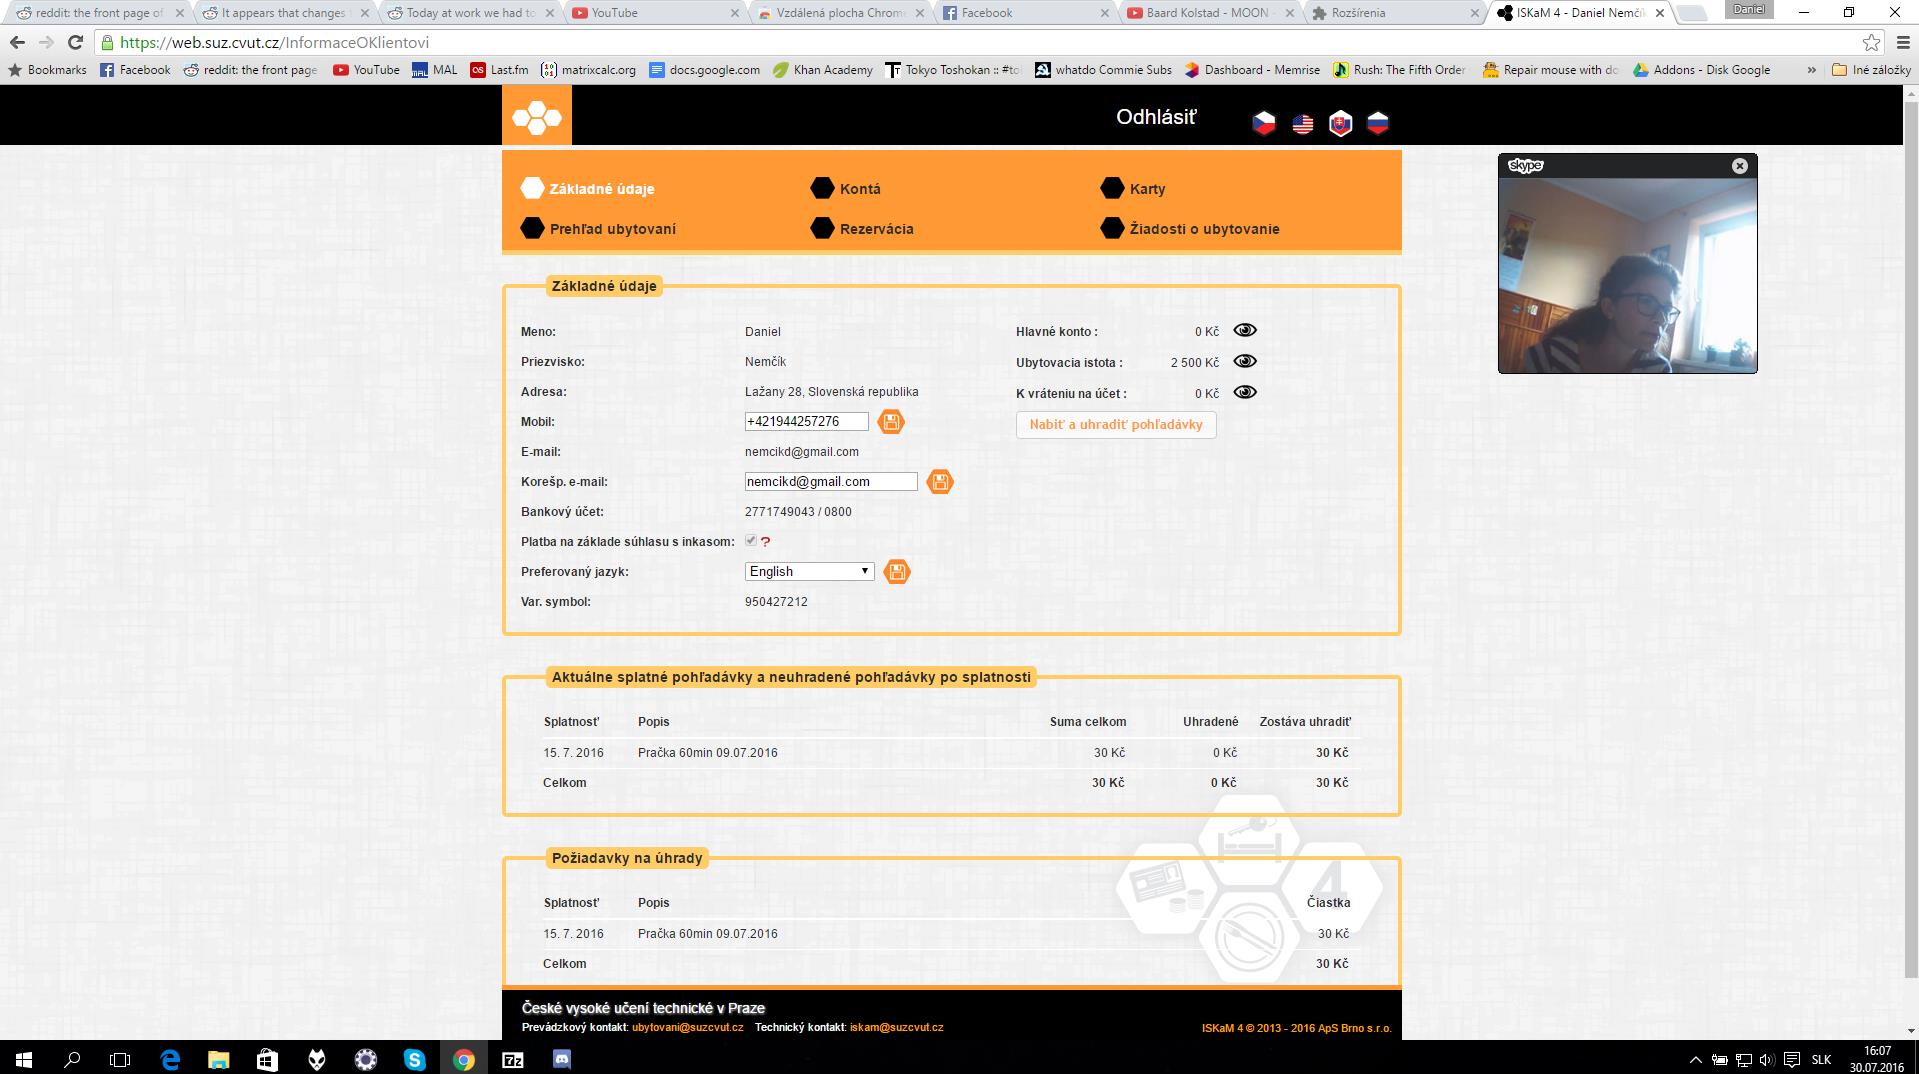 reddit: the front page of
It appears that changes
Today at work we had to
YouTube
Vzdálená plocha Chrome
Facebook
Baard Kolstad - MOON -
Rozšírenia
ISKaM 4 - Daniel Nemčík
Daniel
https://web.suz.cvut.cz/InformaceOKlientovi
Bookmarks
Facebook
reddit: the front page
YouTube
MAL
Last.fm
matrixcalc.org
docs.google.com
Khan Academy
Tokyo Toshokan :: #to
whatdo Commie Subs
Dashboard - Memrise
Rush: The Fifth Order
Repair mouse with do
Addons - Disk Google
»
Iné záložky
Odhlásiť
skype
Základné údaje
Kontá
Karty
Prehľad ubytovaní
Rezervácia
Žiadosti o ubytovanie
Základné údaje
Meno: Daniel
Hlavné konto : 0 Kč
Priezvisko: Nemčík
Ubytovacia istota : 2 500 Kč
Adresa: Lažany 28, Slovenská republika
K vráteniu na účet : 0 Kč
Mobil: +421944257276
Nabiť a uhradiť pohľadávky
E-mail: nemcikd@gmail.com
Korešp. e-mail: nemcikd@gmail.com
Bankový účet: 2771749043 / 0800
Platba na základe súhlasu s inkasom: ?
Preferovaný jazyk: English
Var. symbol: 950427212
Aktuálne splatné pohľadávky a neuhradené pohľadávky po splatnosti
Splatnosť Popis Suma celkom Uhradené Zostáva uhradiť
15. 7. 2016 Pračka 60min 09.07.2016 30 Kč 0 Kč 30 Kč
Celkom 30 Kč 0 Kč 30 Kč
Požiadavky na úhrady
4
Splatnosť Popis Čiastka
15. 7. 2016 Pračka 60min 09.07.2016 30 Kč
Celkom 30 Kč
České vysoké učení technické v Praze
Prevádzkový kontakt: ubytovani@suzcvut.cz Technický kontakt: iskam@suzcvut.cz
ISKaM 4 © 2013 - 2016 ApS Brno s.r.o.
7z
SLK
16:07
30.07.2016